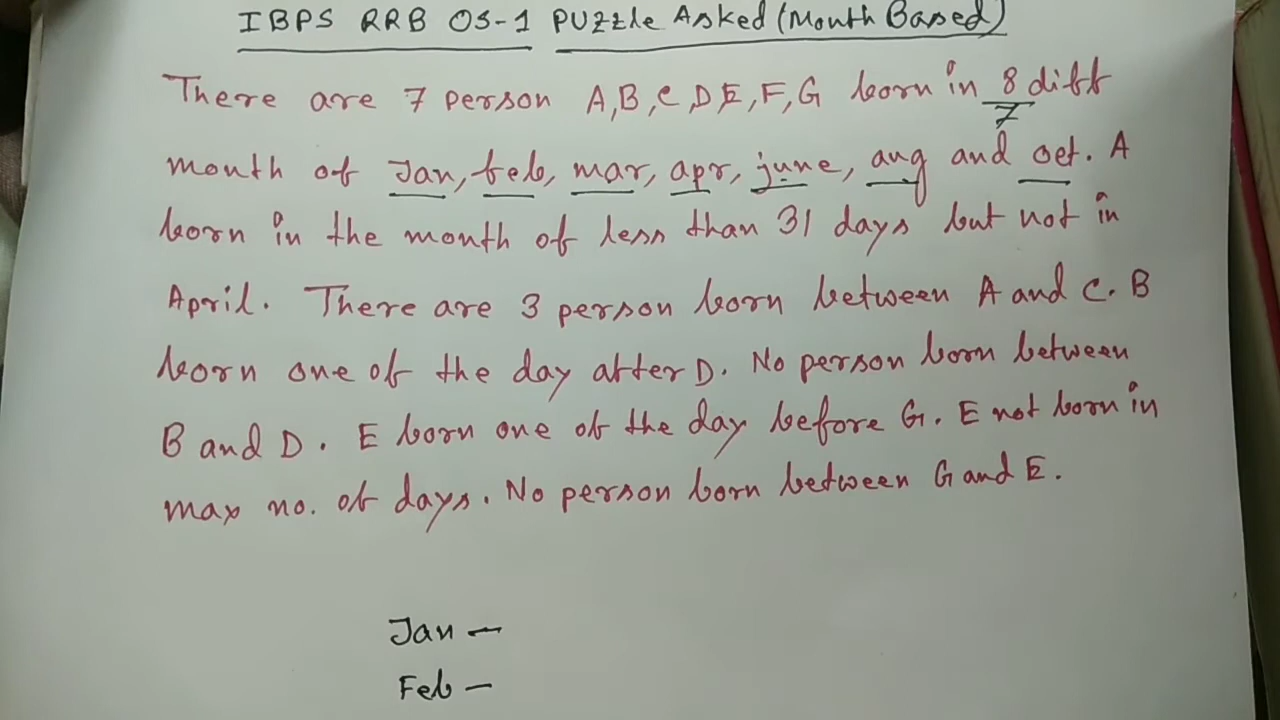 IBPS RRB OS-1 PUZZLE Asked (Month Based)
There are 7 person A,B,C,D,E,F,G born in 8 diff
7
month of Jan, feb, mar, apr, june, aug and oct. A
born in the month of less than 31 days but not in
April. There are 3 person born between A and C. B
born one of the day after D. No person born between
B and D. E born one of the day before G. E not born in
max no. of days. No person born between G and E.
Jan —
Feb —